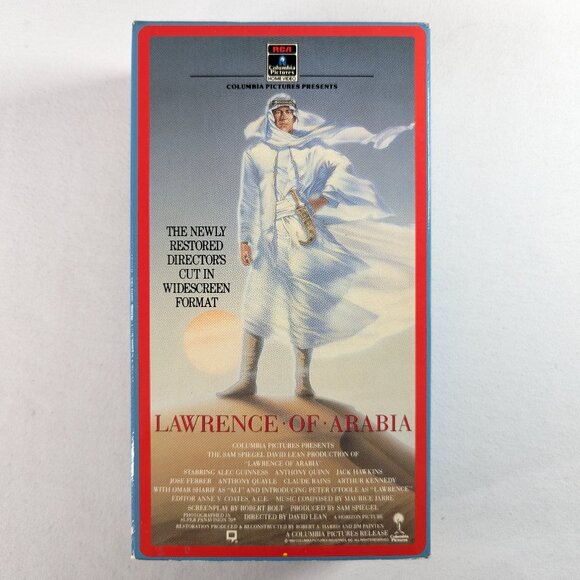 RCA
Columbia
Pictures
HOME VIDEO
COLUMBIA PICTURES PRESENTS
THE NEWLY
RESTORED
DIRECTOR'S
CUT IN
WIDESCREEN
FORMAT
LAWRENCE·OF·ARABIA
COLUMBIA PICTURES PRESENTS
THE SAM SPIEGEL DAVID LEAN PRODUCTION OF
"LAWRENCE OF ARABIA"
STARRING ALEC GUINNESS ANTHONY QUINN JACK HAWKINS
JOSE FERRER ANTHONY QUAYLE CLAUDE RAINS ARTHUR KENNEDY
WITH OMAR SHARIF AS "ALI" AND INTRODUCING PETER O'TOOLE AS "LAWRENCE"
EDITOR ANNE V. COATES, A.C.E. MUSIC COMPOSED BY MAURICE JARRE
SCREENPLAY BY ROBERT BOLT PRODUCED BY SAM SPIEGEL
PHOTOGRAPHED IN
SUPER PANAVISION 70® DIRECTED BY DAVID LEAN A HORIZON PICTURE
RESTORATION PRODUCED & RECONSTRUCTED BY ROBERT A. HARRIS AND JIM PAINTEN
A COLUMBIA PICTURES RELEASE
Columbia
Pictures